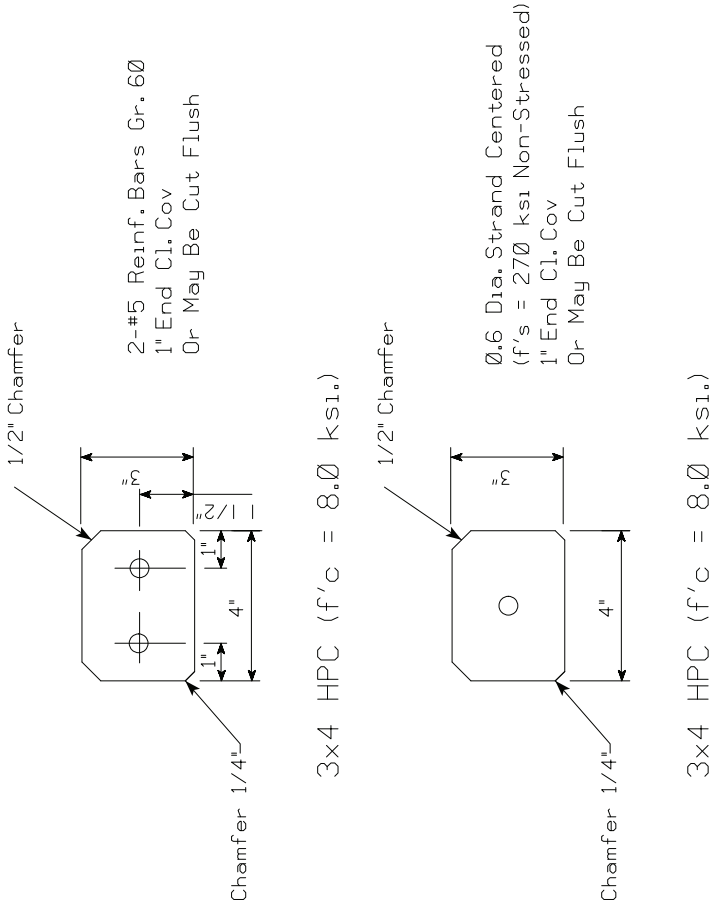 1/2" Chamfer
2-#5 Reinf. Bars Gr. 60
1" End Cl. Cov
Or May Be Cut Flush
3"
1 1/2"
1"
1"
4"
Chamfer 1/4"
3x4 HPC (f'c = 8.0 ksi.)
1/2" Chamfer
0.6 Dia. Strand Centered
(f's = 270 ksi Non-Stressed)
1" End Cl. Cov
Or May Be Cut Flush
3"
4"
Chamfer 1/4"
3x4 HPC (f'c = 8.0 ksi.)